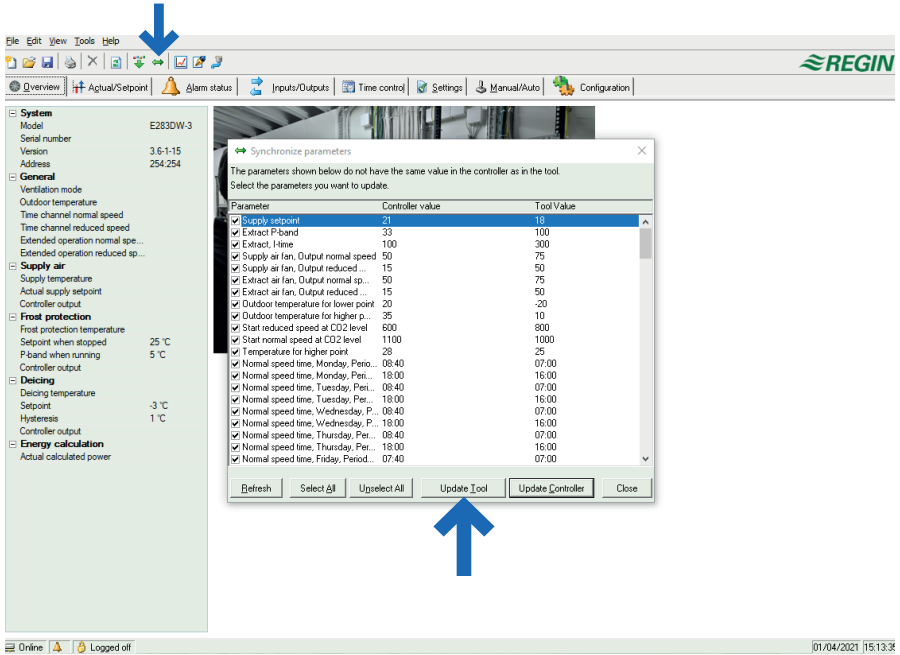 File Edit View Tools Help
REGIN
Overview Actual/Setpoint Alarm status Inputs/Outputs Time control Settings Manual/Auto Configuration
System
Model E283DW-3
Serial number
Version 3.6-1-15
Address 254:254
General
Ventilation mode
Outdoor temperature
Time channel normal speed
Time channel reduced speed
Extended operation normal spe...
Extended operation reduced sp...
Supply air
Supply temperature
Actual supply setpoint
Controller output
Frost protection
Frost protection temperature
Setpoint when stopped 25 °C
P-band when running 5 °C
Controller output
Deicing
Deicing temperature
Setpoint -3 °C
Hysteresis 1 °C
Controller output
Energy calculation
Actual calculated power
Synchronize parameters
The parameters shown below do not have the same value in the controller as in the tool.
Select the parameters you want to update.
Parameter Controller value Tool Value
Supply setpoint 21 18
Extract P-band 33 100
Extract, I-time 100 300
Supply air fan, Output normal speed 50 75
Supply air fan, Output reduced ... 15 50
Extract air fan, Output normal sp... 50 75
Extract air fan, Output reduced ... 15 50
Outdoor temperature for lower point 20 -20
Outdoor temperature for higher p... 35 10
Start reduced speed at CO2 level 600 800
Start normal speed at CO2 level 1100 1000
Temperature for higher point 28 25
Normal speed time, Monday, Perio... 08:40 07:00
Normal speed time, Monday, Peri... 18:00 16:00
Normal speed time, Tuesday, Peri... 08:40 07:00
Normal speed time, Tuesday, Per... 18:00 16:00
Normal speed time, Wednesday, P... 08:40 07:00
Normal speed time, Wednesday, P... 18:00 16:00
Normal speed time, Thursday, Per... 08:40 07:00
Normal speed time, Thursday, Per... 18:00 16:00
Normal speed time, Friday, Period... 07:40 07:00
Refresh Select All Unselect All Update Tool Update Controller Close
Online Logged off 01/04/2021 15:13:35